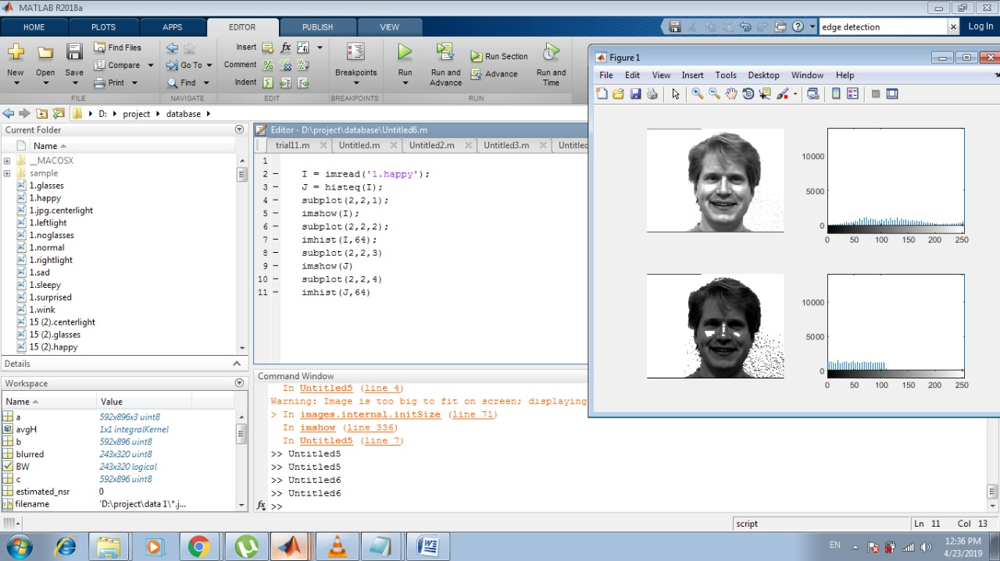 MATLAB R2018a
HOME PLOTS APPS EDITOR PUBLISH VIEW
edge detection
Log In
New Open Save
Find Files
Compare
Print
FILE
Go To
Find
NAVIGATE
Insert fx
Comment
Indent
EDIT
Breakpoints
BREAKPOINTS
Run
Run and Advance
Run Section
Advance
Run and Time
RUN
D: project database
Current Folder
Name
__MACOSX
sample
1.glasses
1.happy
1.jpg.centerlight
1.leftlight
1.noglasses
1.normal
1.rightlight
1.sad
1.sleepy
1.surprised
1.wink
15 (2).centerlight
15 (2).glasses
15 (2).happy
Details
Workspace
Name Value
a 592x896x3 uint8
avgH 1x1 integralKernel
b 592x896 uint8
blurred 243x320 uint8
BW 243x320 logical
c 592x896 uint8
estimated_nsr 0
filename 'D:\project\data 1\*.j...
Editor - D:\project\database\Untitled6.m
trial11.m Untitled.m Untitled2.m Untitled3.m Untitled
1
2 – I = imread('1.happy');
3 – J = histeq(I);
4 – subplot(2,2,1);
5 – imshow(I);
6 – subplot(2,2,2);
7 – imhist(I,64);
8 – subplot(2,2,3)
9 – imshow(J)
10 – subplot(2,2,4)
11 – imhist(J,64)
Command Window
In Untitled5 (line 4)
Warning: Image is too big to fit on screen; displaying
> In images.internal.initSize (line 71)
In imshow (line 336)
In Untitled5 (line 7)
>> Untitled5
>> Untitled5
>> Untitled6
>> Untitled6
fx >>
Figure 1
File Edit View Insert Tools Desktop Window Help
10000
5000
0
0 50 100 150 200 250
10000
5000
0
0 50 100 150 200 250
script Ln 11 Col 13
EN
12:36 PM
4/23/2019